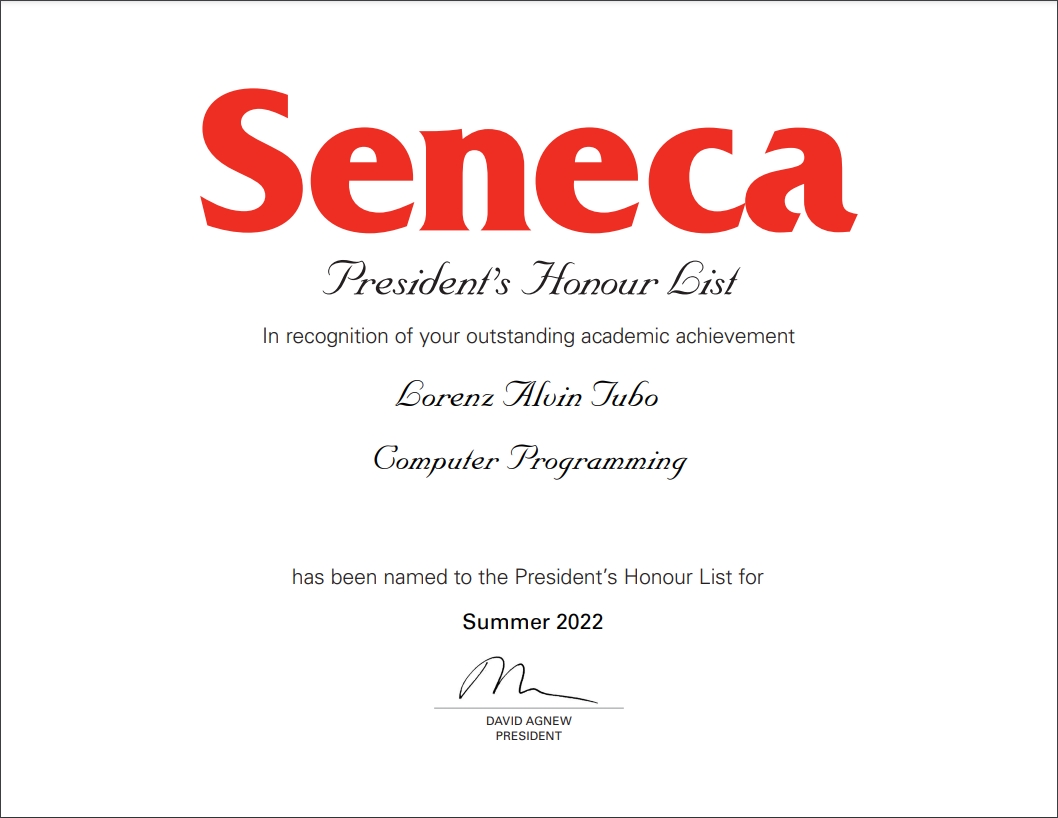 Seneca
President's Honour List
In recognition of your outstanding academic achievement
Lorenz Alvin Tubo
Computer Programming
has been named to the President's Honour List for
Summer 2022
DAVID AGNEW
PRESIDENT